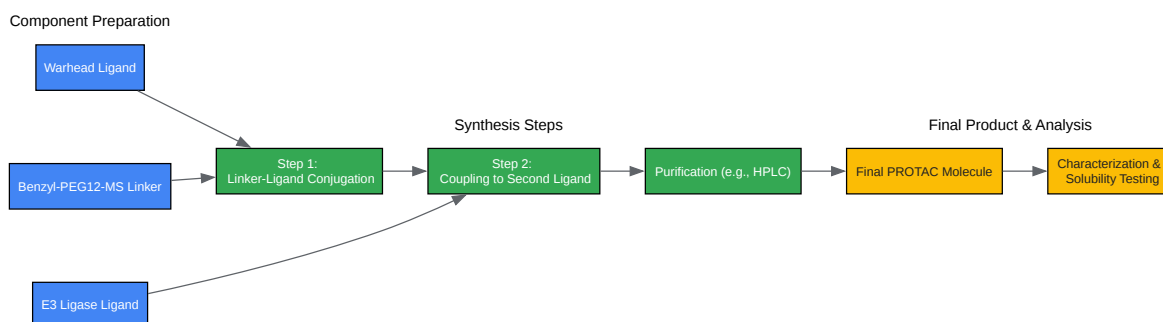 Component Preparation
Warhead Ligand
Benzyl-PEG12-MS Linker
E3 Ligase Ligand
Synthesis Steps
Step 1:
Linker-Ligand Conjugation
Step 2:
Coupling to Second Ligand
Purification (e.g., HPLC)
Final Product & Analysis
Final PROTAC Molecule
Characterization &
Solubility Testing